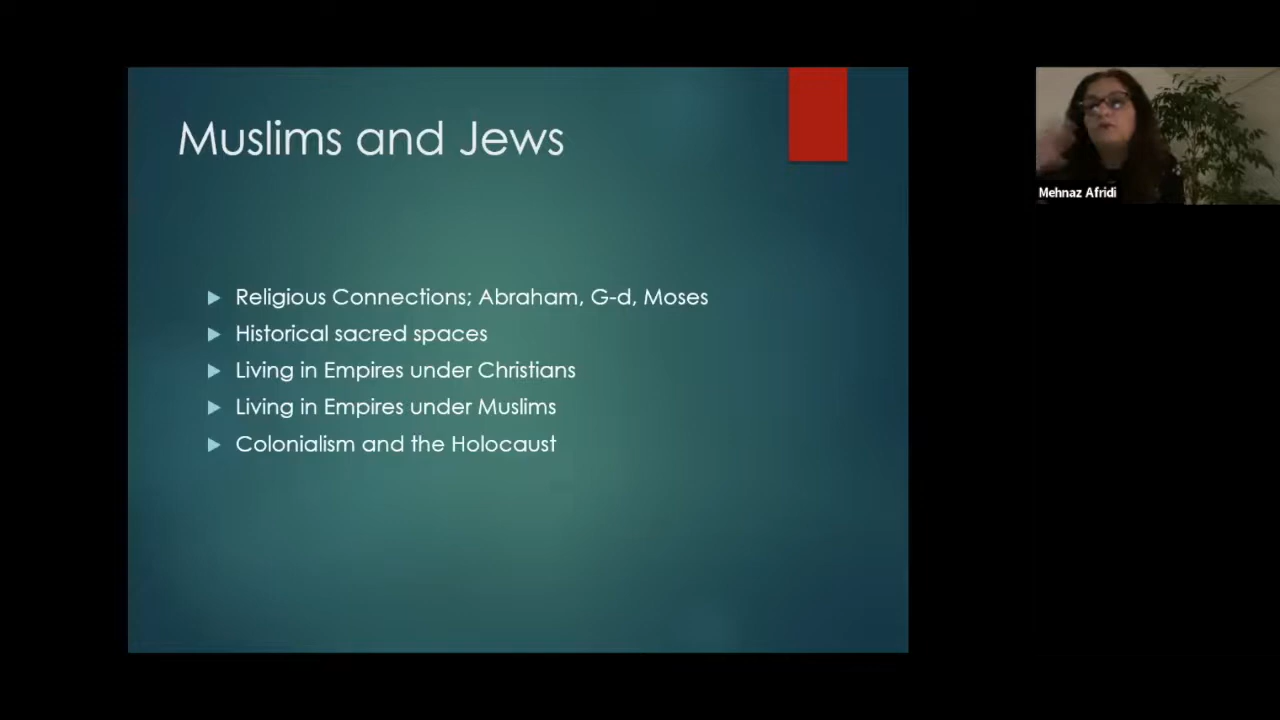 Muslims and Jews
Religious Connections; Abraham, G-d, Moses
Historical sacred spaces
Living in Empires under Christians
Living in Empires under Muslims
Colonialism and the Holocaust
Mehnaz Afridi